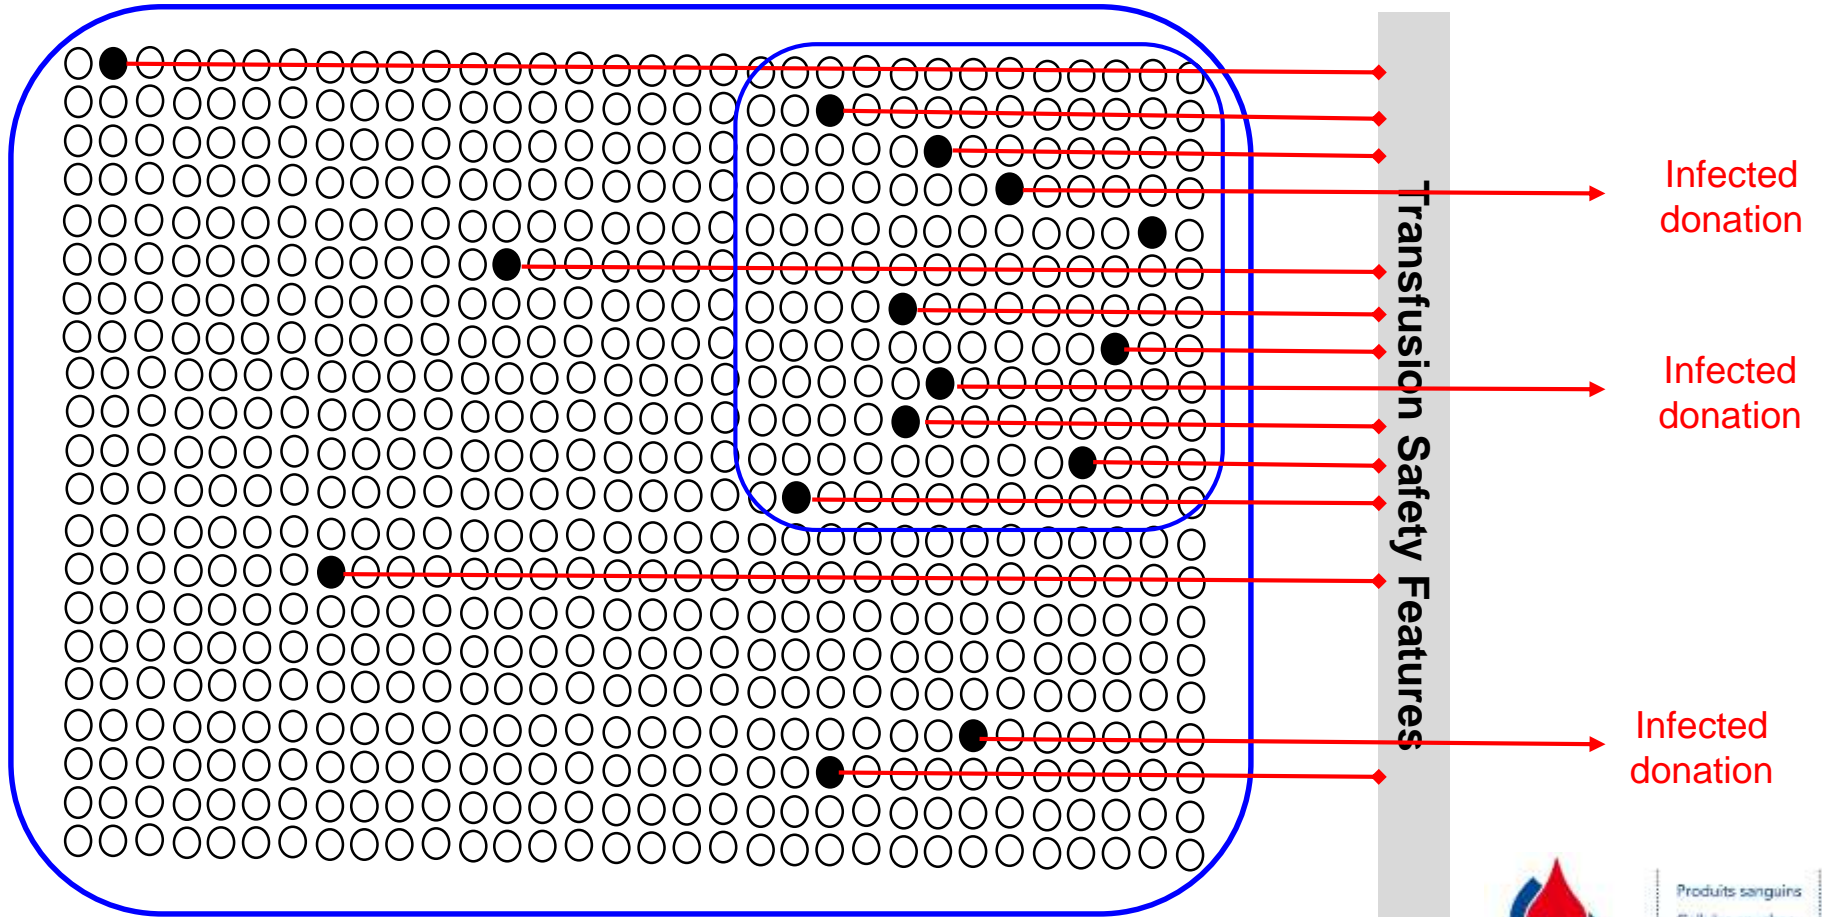 Infected
donation
Transfusion Safety Features
Infected
donation
Infected
donation
Produits sanguins